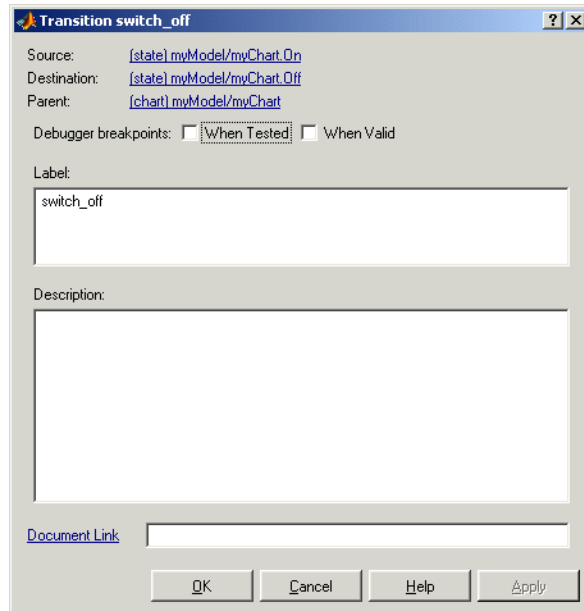 Transition switch_off
Source: (state) myModel/myChart.On
Destination: (state) myModel/myChart.Off
Parent: (chart) myModel/myChart
Debugger breakpoints: When Tested When Valid
Label:
switch_off
Description:
Document Link
OK Cancel Help Apply